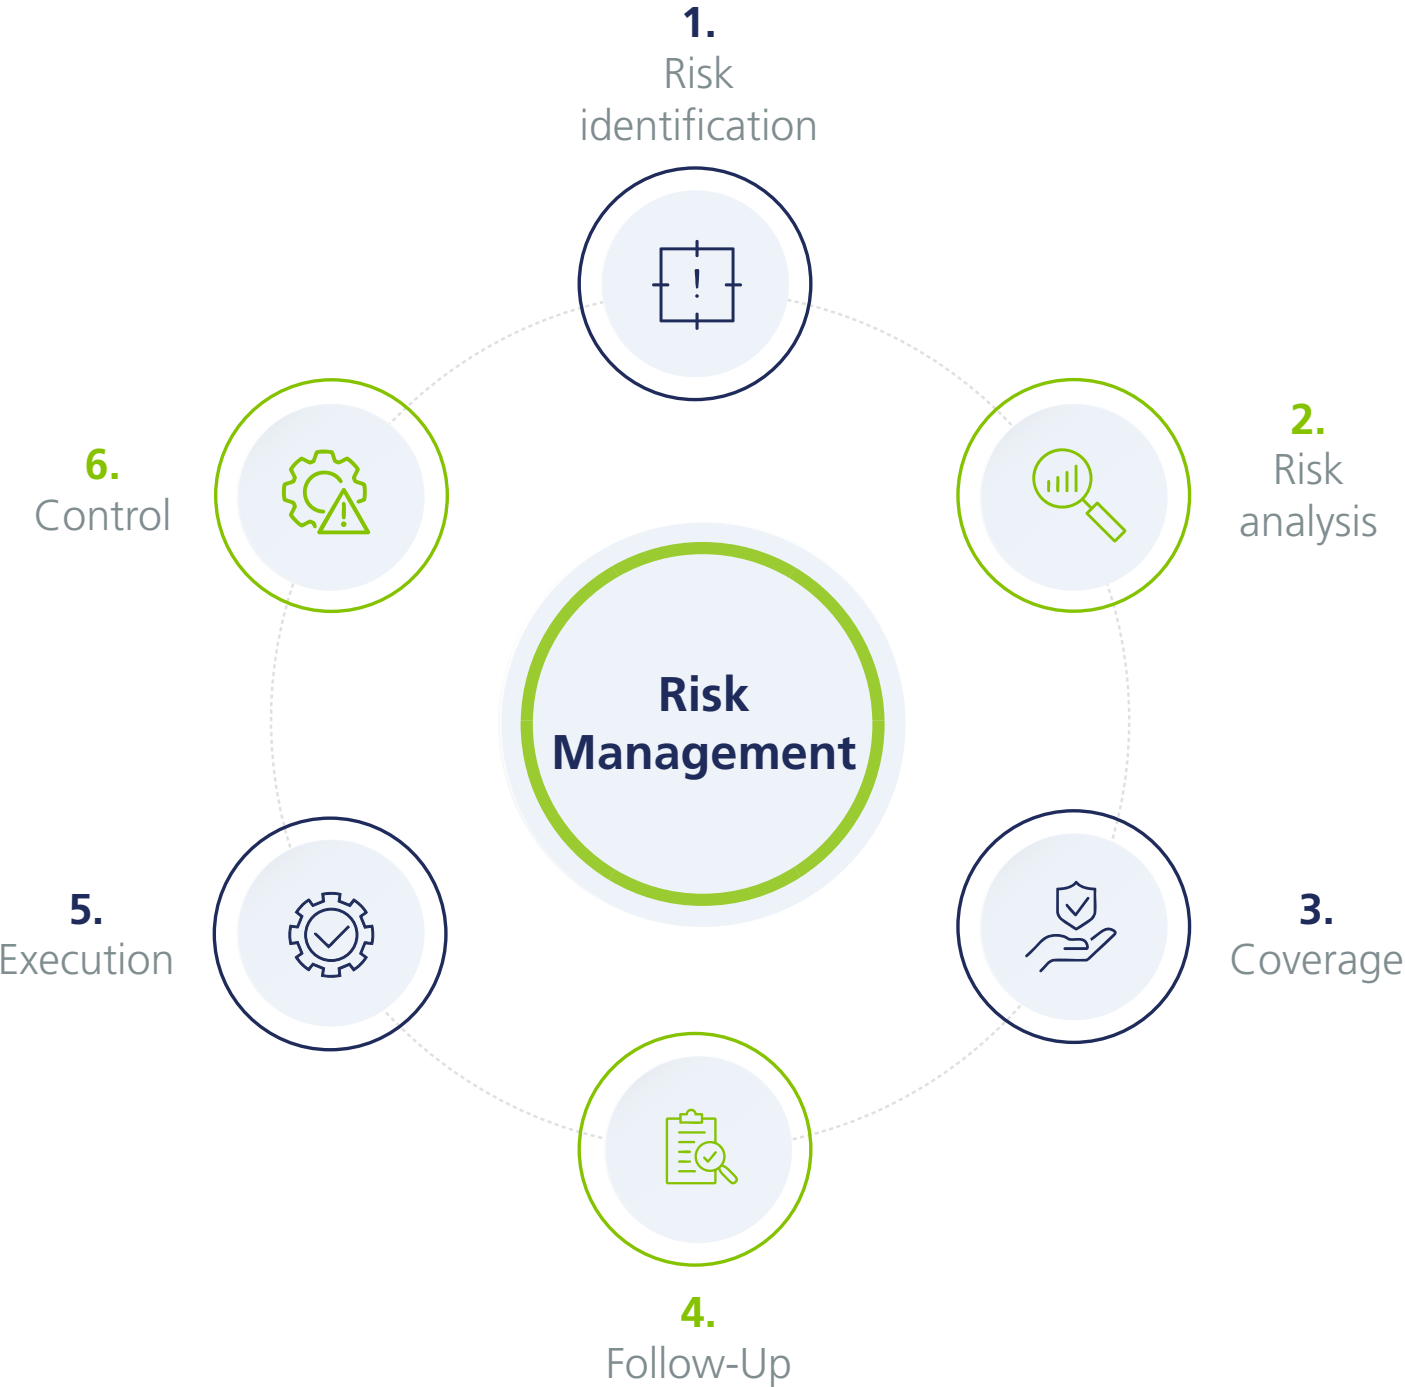 1.
Risk
identification
2.
Risk
analysis
3.
Coverage
4.
Follow-Up
5.
Execution
6.
Control
Risk
Management